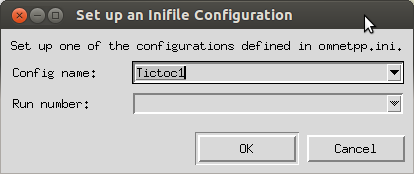 Set up an Inifile Configuration
Set up one of the configurations defined in omnetpp.ini.
Config name: Tictoc1
Run number:
OK Cancel